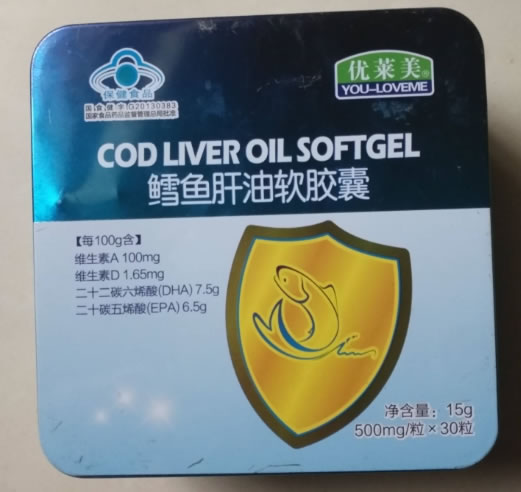 保健食品
国食健字G20130383
国家食品药品监督管理总局批准
优莱美®
YOU-LOVEME
COD LIVER OIL SOFTGEL
鳕鱼肝油软胶囊
【每100g含】
维生素A 100mg
维生素D 1.65mg
二十二碳六烯酸(DHA) 7.5g
二十碳五烯酸(EPA) 6.5g
净含量：15g
500mg/粒×30粒